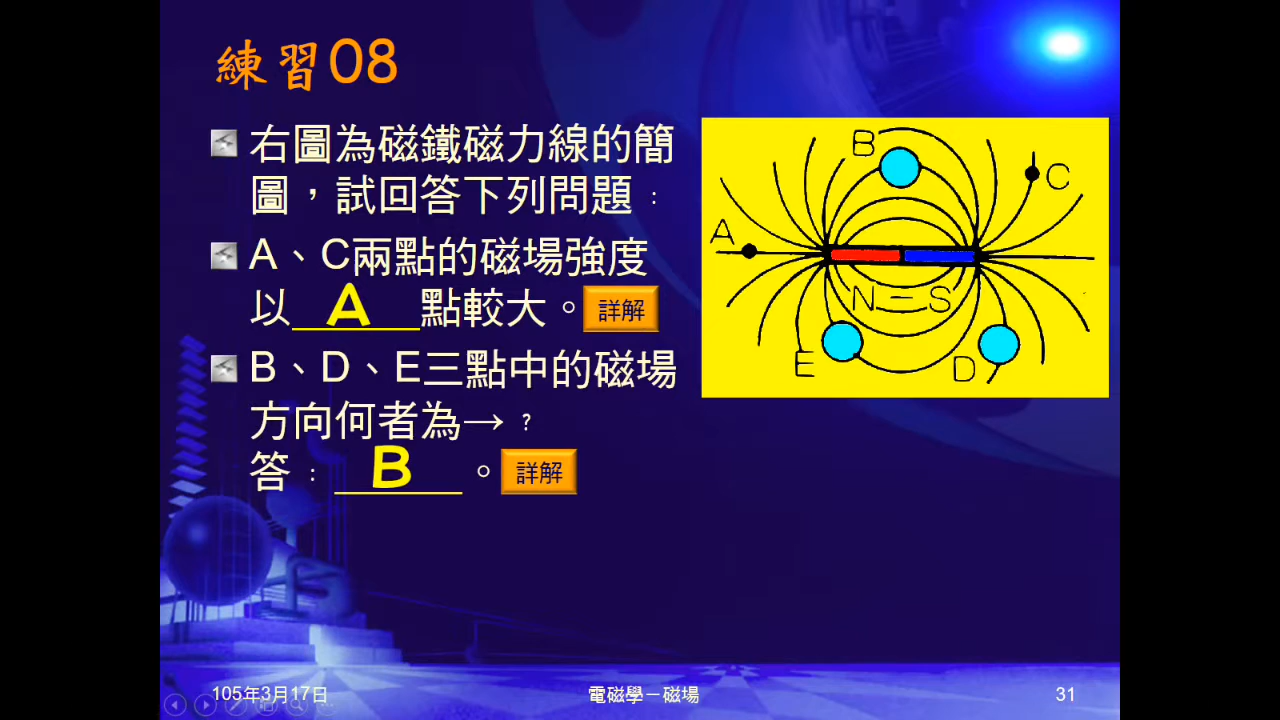 練習08
右圖為磁鐵磁力線的簡
圖，試回答下列問題：
A、C兩點的磁場強度
以 A 點較大。詳解
B、D、E三點中的磁場
方向何者為→？
答： B 。詳解
B
C
A
N
S
E
D
105年3月17日
電磁學－磁場
31